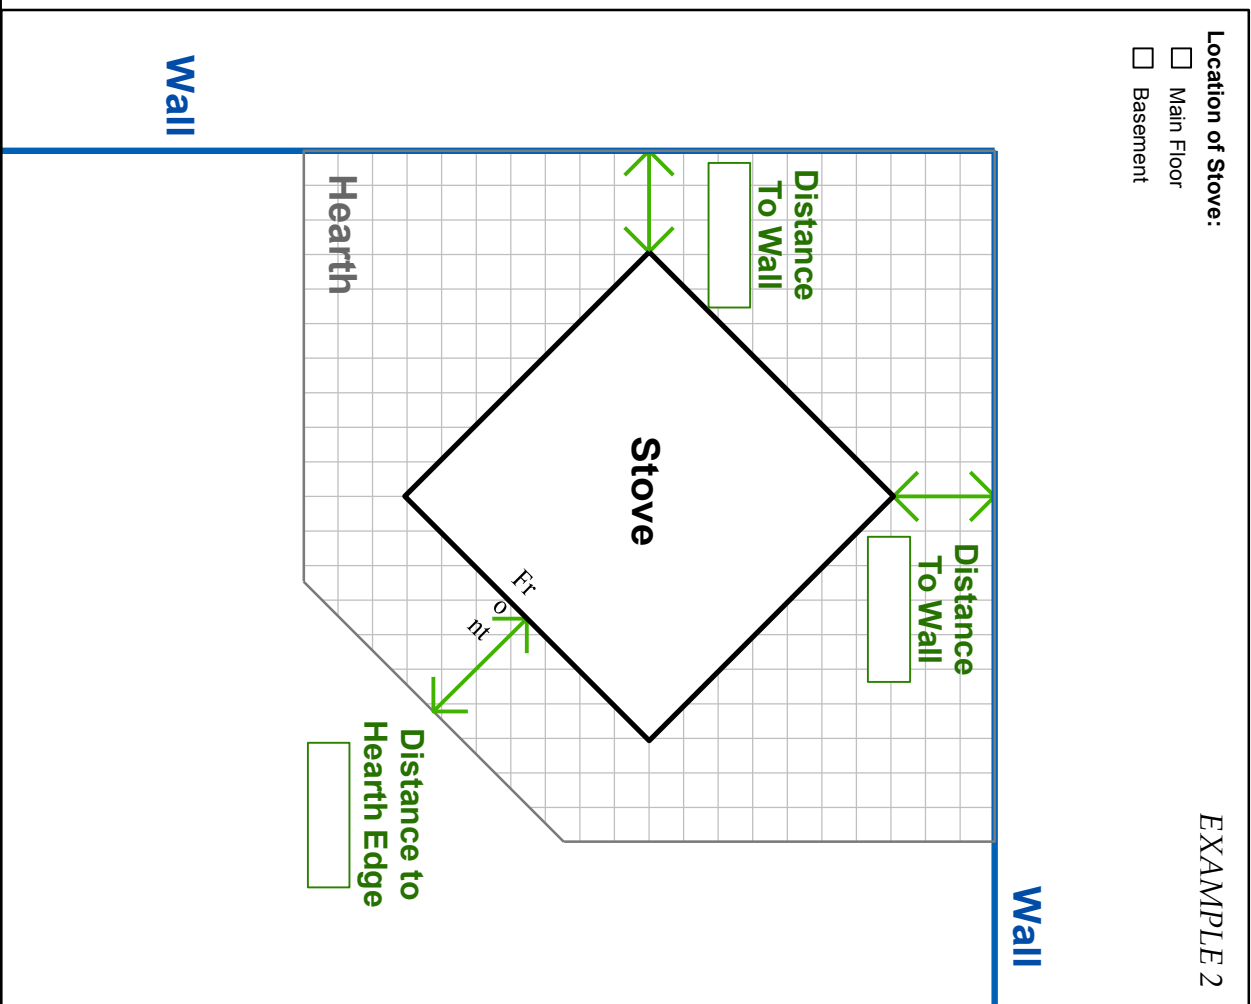 EXAMPLE 2
Location of Stove:
Main Floor
Basement
Wall
Distance
To Wall
Distance
To Wall
Stove
Hearth
Fr
o
nt
Distance to
Hearth Edge
Wall